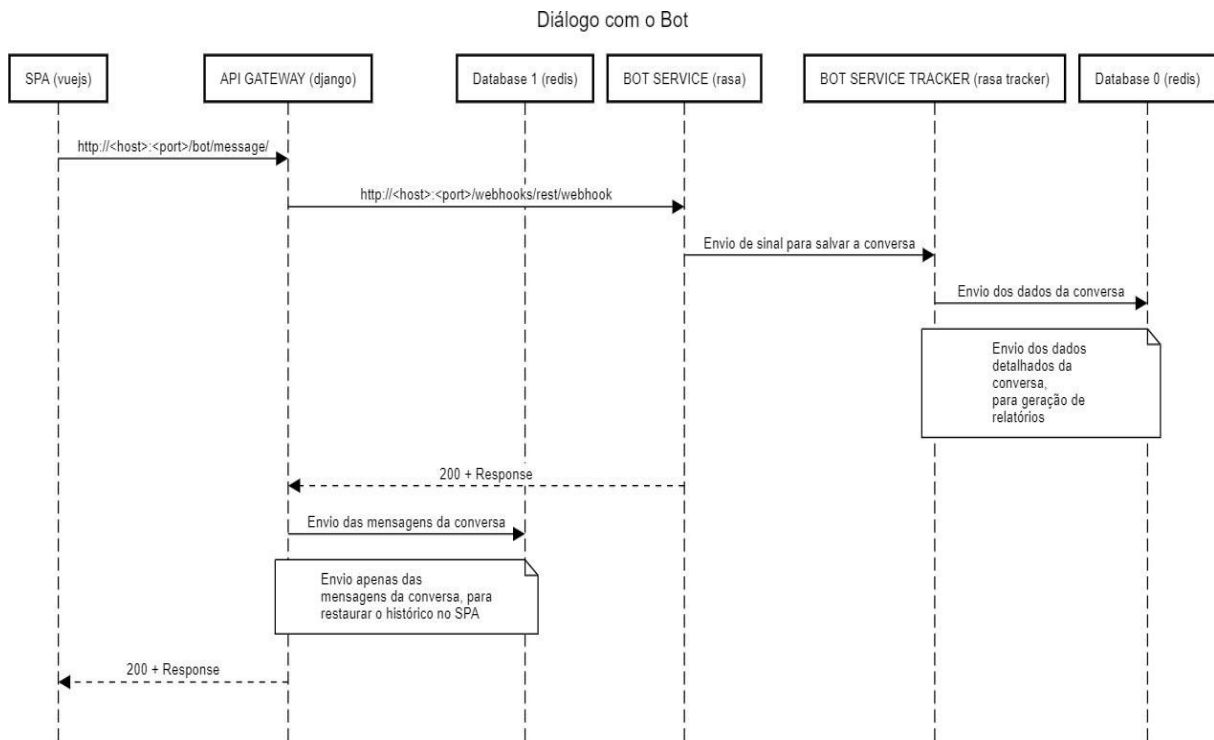 Diálogo com o Bot
SPA (vuejs)
API GATEWAY (django)
Database 1 (redis)
BOT SERVICE (rasa)
BOT SERVICE TRACKER (rasa tracker)
Database 0 (redis)
http://<host>:<port>/bot/message/
http://<host>:<port>/webhooks/rest/webhook
Envio de sinal para salvar a conversa
Envio dos dados da conversa
Envio dos dados
detalhados da
conversa,
para geração de
relatórios
200 + Response
Envio das mensagens da conversa
Envio apenas das
mensagens da conversa, para
restaurar o histórico no SPA
200 + Response